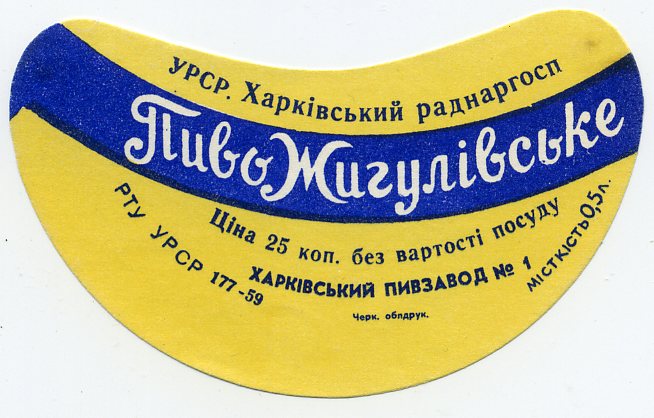 УРСР. Харківський раднаргосп
Пиво Жигулівське
Ціна 25 коп. без вартості посуду
РТУ УРСР 177-59
ХАРКІВСЬКИЙ ПИВЗАВОД № 1
МІСТКІСТЬ 0,5 л.
Черк. облдрук.